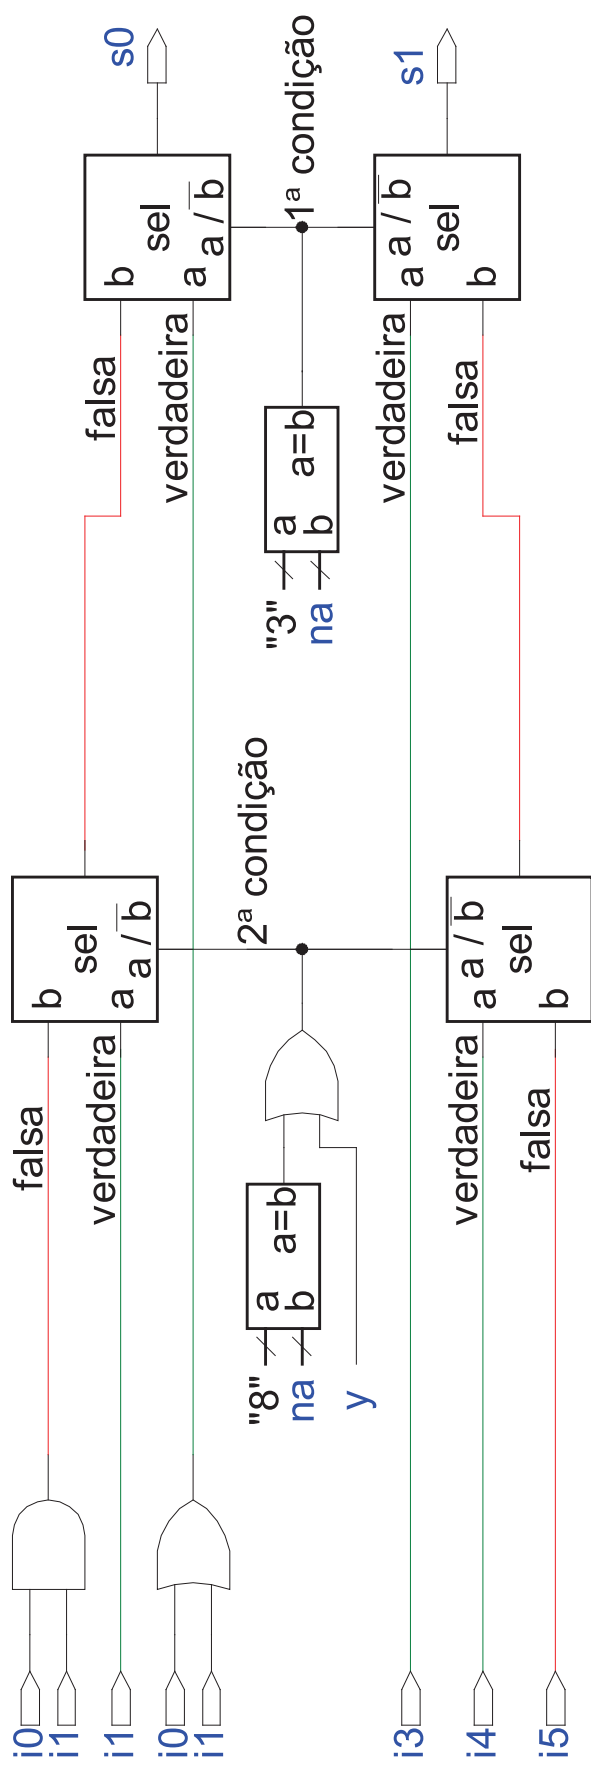 i0
i1
i1
i0
i1
i3
i4
i5
falsa
verdadeira
b
a
sel
a / b
"8"
na
y
a
b
a=b
2ª condição
verdadeira
falsa
a
b
a / b
sel
falsa
verdadeira
b
a
sel
a / b
"3"
na
a
b
a=b
1ª condição
verdadeira
falsa
a
b
a / b
sel
s0
s1